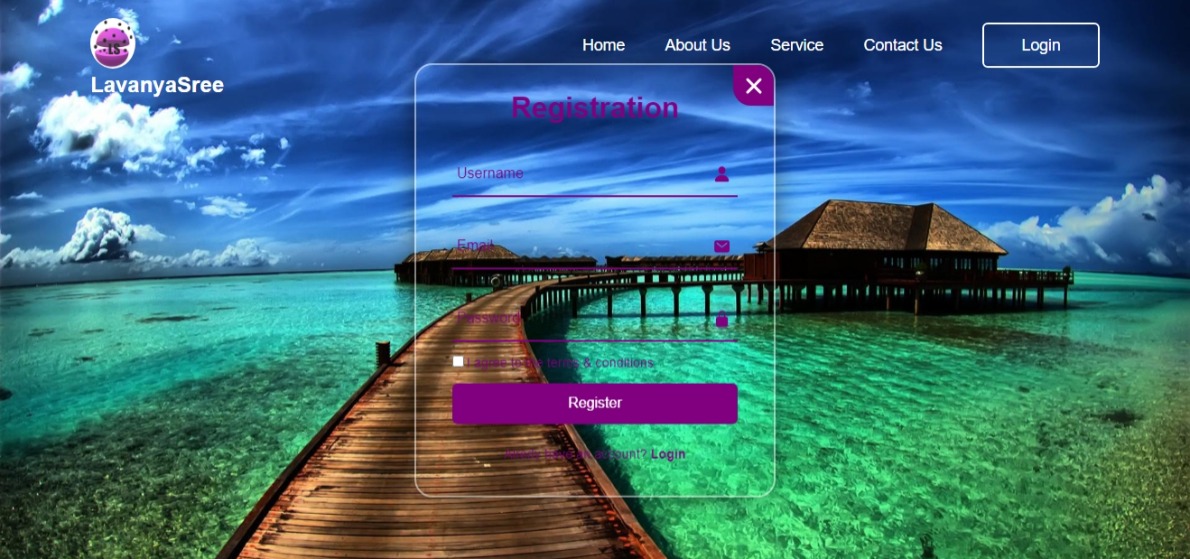 LS
LavanyaSree
Home About Us Service Contact Us Login
Registration
Username
Email
Password
I agree to the terms & conditions
Register
have an account? Login